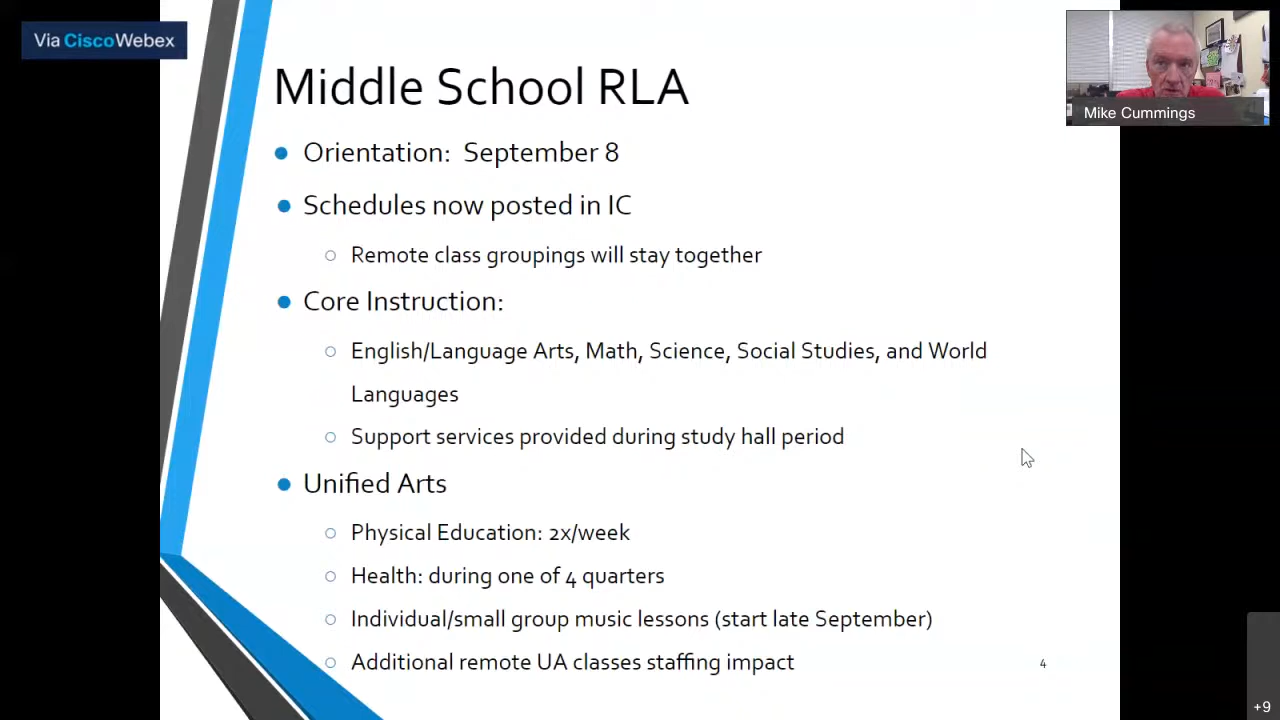 Via Cisco Webex
Mike Cummings
Middle School RLA
Orientation: September 8
Schedules now posted in IC
Remote class groupings will stay together
Core Instruction:
English/Language Arts, Math, Science, Social Studies, and World
Languages
Support services provided during study hall period
Unified Arts
Physical Education: 2x/week
Health: during one of 4 quarters
Individual/small group music lessons (start late September)
Additional remote UA classes staffing impact
4
+9